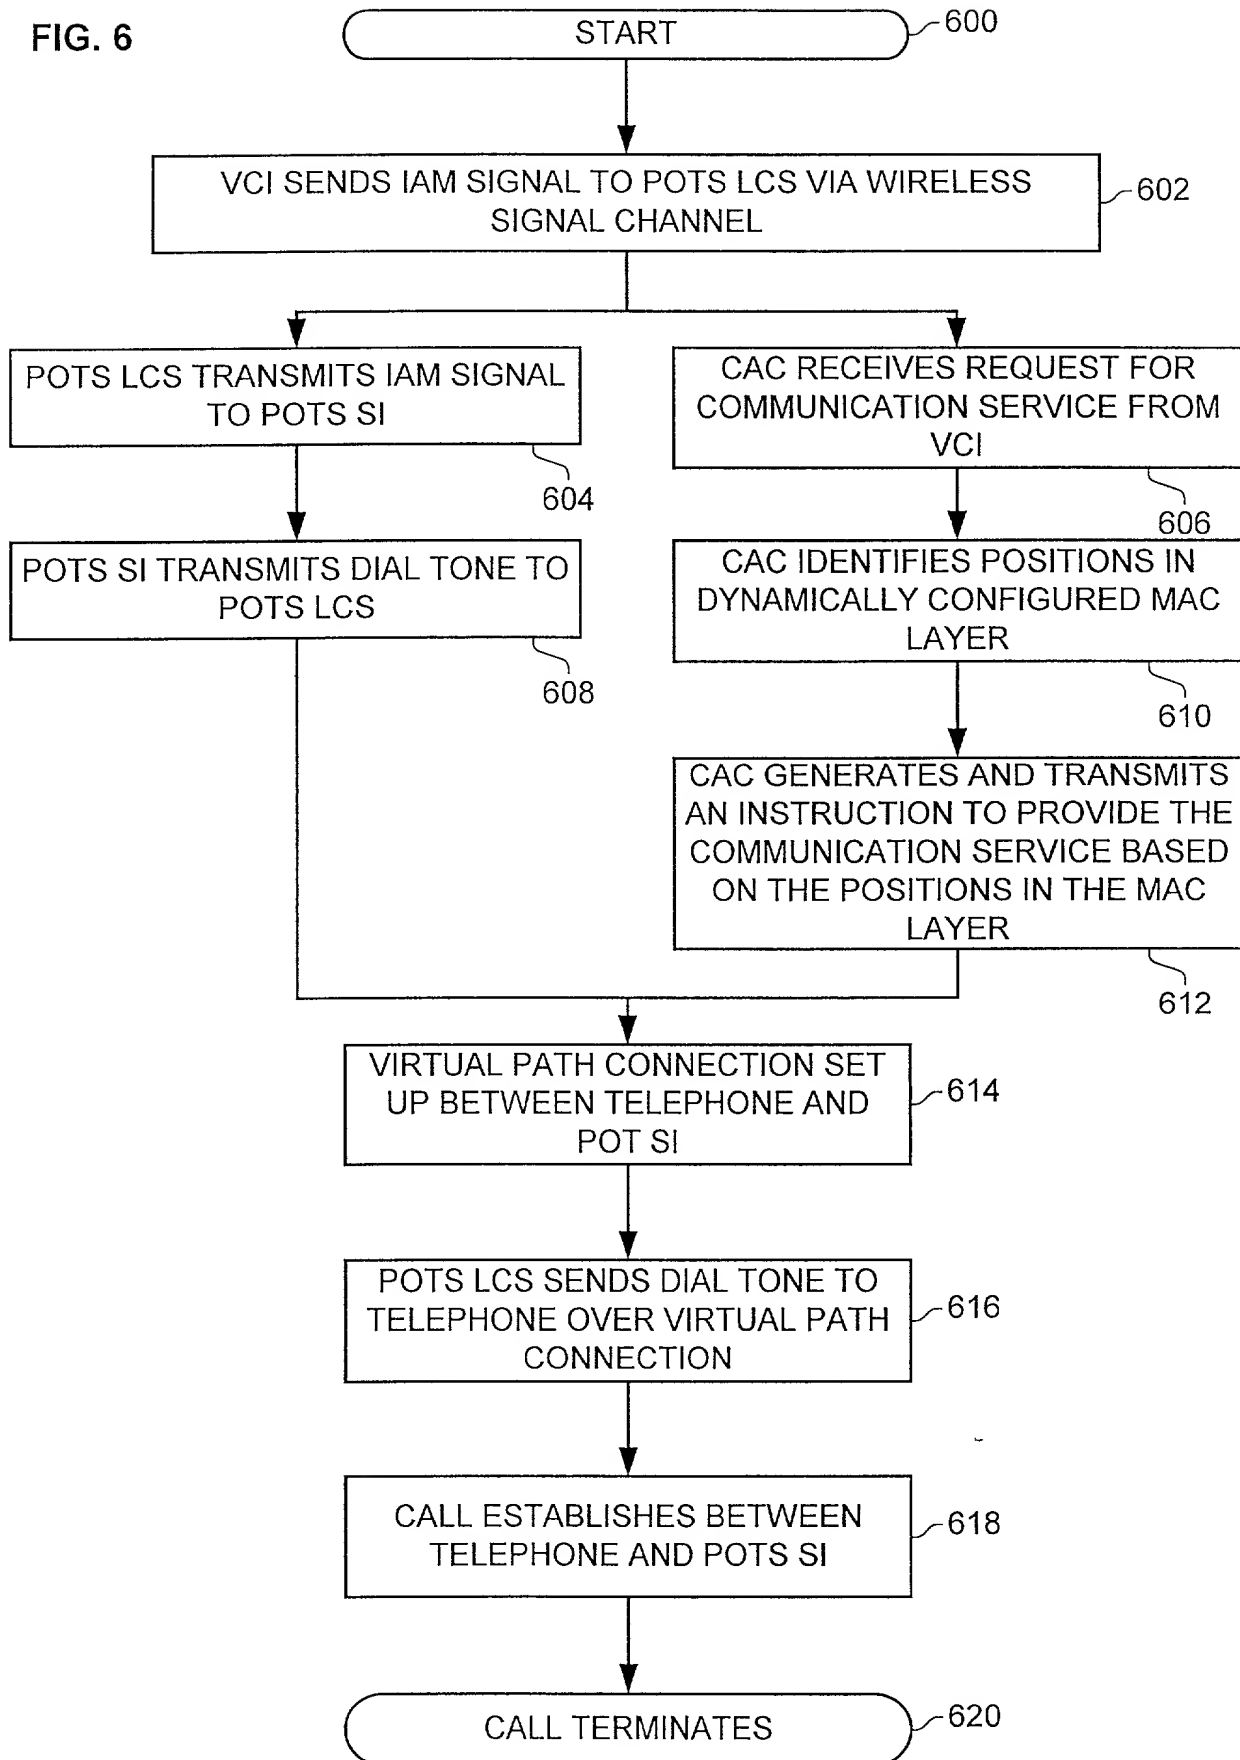 FIG. 6
START
600
VCI SENDS IAM SIGNAL TO POTS LCS VIA WIRELESS
SIGNAL CHANNEL
602
POTS LCS TRANSMITS IAM SIGNAL
TO POTS SI
604
CAC RECEIVES REQUEST FOR
COMMUNICATION SERVICE FROM
VCI
606
POTS SI TRANSMITS DIAL TONE TO
POTS LCS
608
CAC IDENTIFIES POSITIONS IN
DYNAMICALLY CONFIGURED MAC
LAYER
610
CAC GENERATES AND TRANSMITS
AN INSTRUCTION TO PROVIDE THE
COMMUNICATION SERVICE BASED
ON THE POSITIONS IN THE MAC
LAYER
612
VIRTUAL PATH CONNECTION SET
UP BETWEEN TELEPHONE AND
POT SI
614
POTS LCS SENDS DIAL TONE TO
TELEPHONE OVER VIRTUAL PATH
CONNECTION
616
CALL ESTABLISHES BETWEEN
TELEPHONE AND POTS SI
618
CALL TERMINATES
620